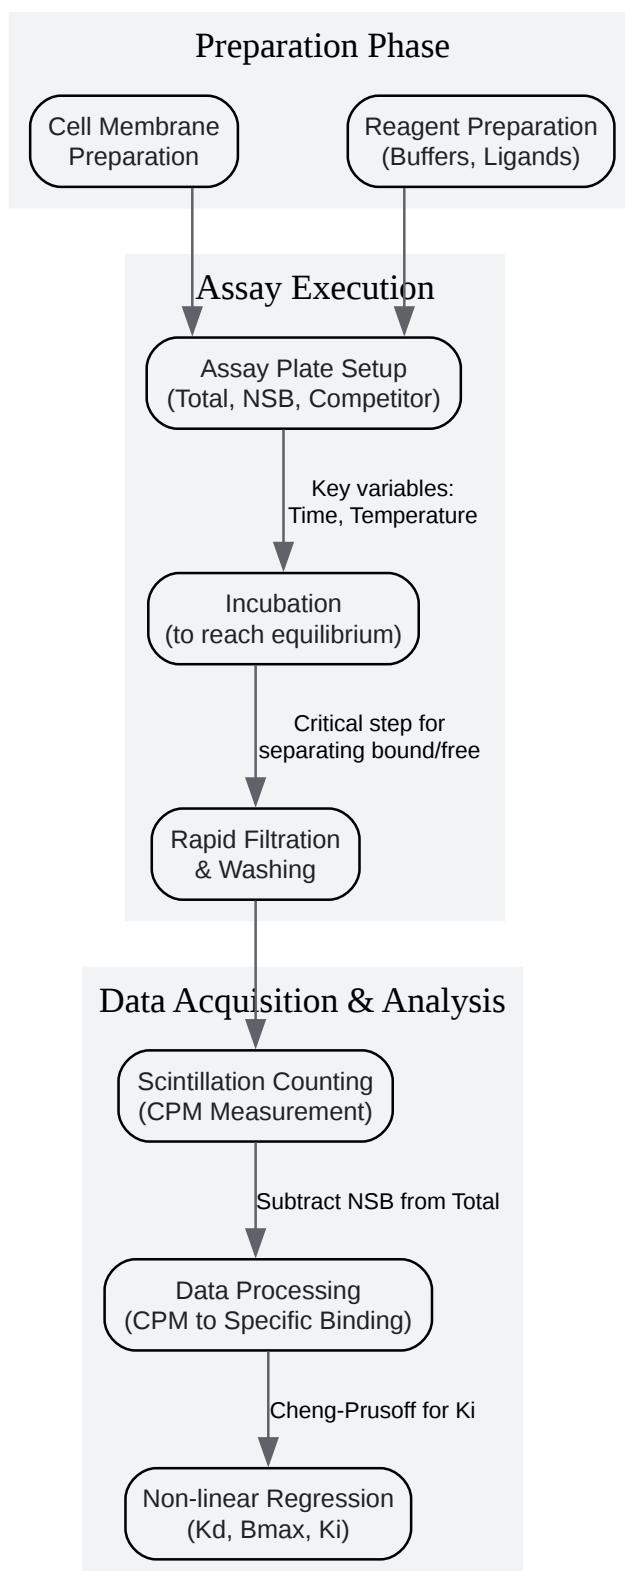 Preparation Phase
Cell Membrane
Preparation
Reagent Preparation
(Buffers, Ligands)
Assay Execution
Assay Plate Setup
(Total, NSB, Competitor)
Key variables:
Time, Temperature
Incubation
(to reach equilibrium)
Critical step for
separating bound/free
Rapid Filtration
& Washing
Data Acquisition & Analysis
Scintillation Counting
(CPM Measurement)
Subtract NSB from Total
Data Processing
(CPM to Specific Binding)
Cheng-Prusoff for Ki
Non-linear Regression
(Kd, Bmax, Ki)